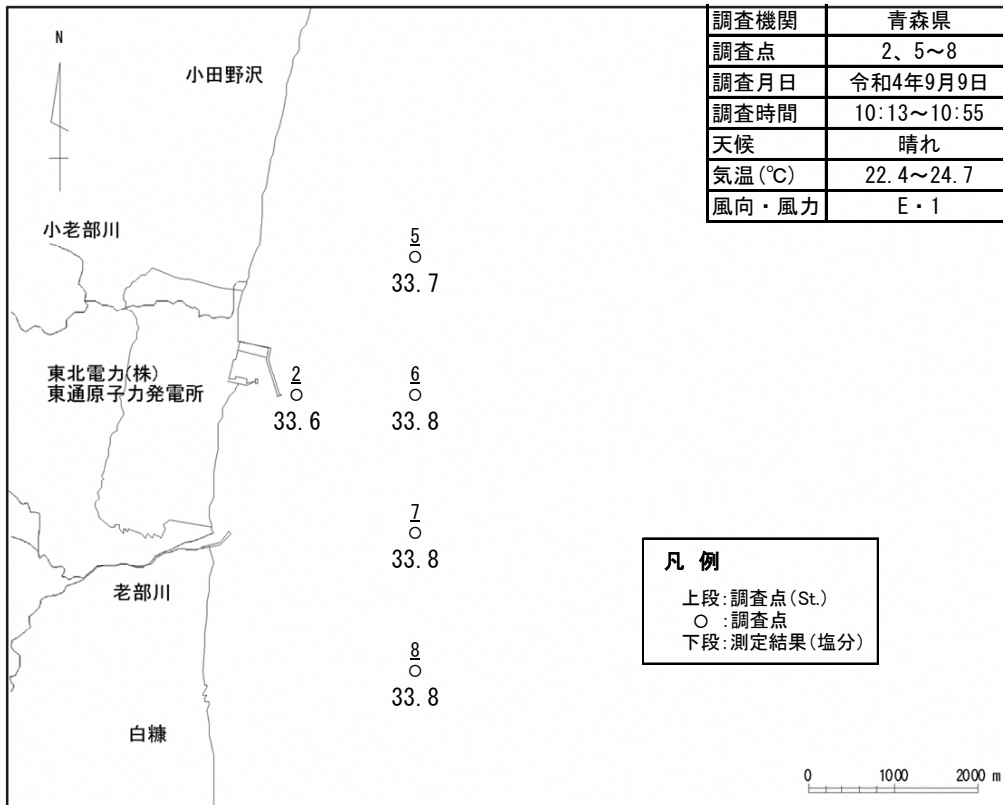 調査機関 青森県
調査点 2、5～8
調査月日 令和4年9月9日
調査時間 10:13～10:55
天候 晴れ
気温(℃) 22.4～24.7
風向・風力 E・1
N
小田野沢
小老部川
5
33.7
東北電力(株)
東通原子力発電所
2
33.6
6
33.8
7
33.8
老部川
8
33.8
白糠
凡 例
上段:調査点(St.)
○ :調査点
下段:測定結果(塩分)
0 1000 2000 m